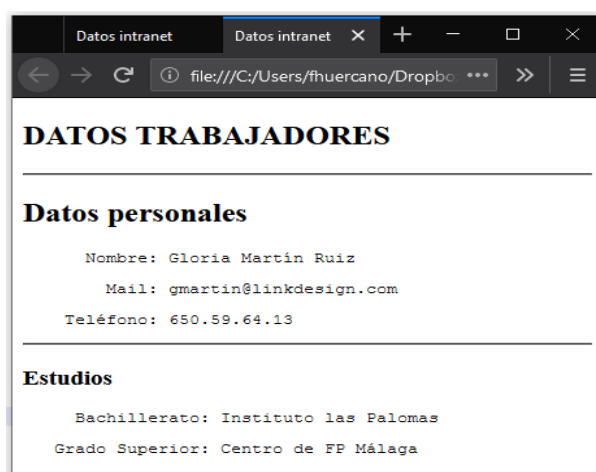 Datos intranet Datos intranet
file:///C:/Users/fhuercano/Dropbo
DATOS TRABAJADORES
Datos personales
Nombre: Gloria Martín Ruiz
Mail: gmartin@linkdesign.com
Teléfono: 650.59.64.13
Estudios
Bachillerato: Instituto las Palomas
Grado Superior: Centro de FP Málaga